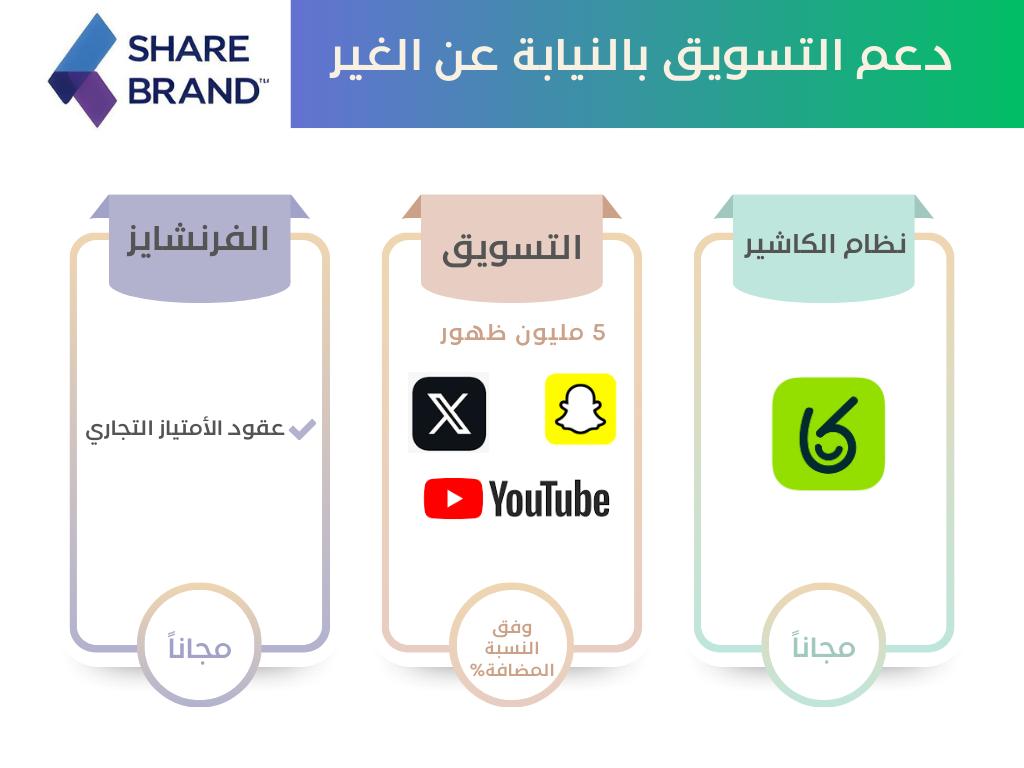 SHARE
BRAND™
دعم التسويق بالنيابة عن الغير
نظام الكاشير
مجاناً
التسويق
5 مليون ظهور
YouTube
وفق
النسبة
المضافة%
الفرنشايز
عقود الأمتياز التجاري
مجاناً